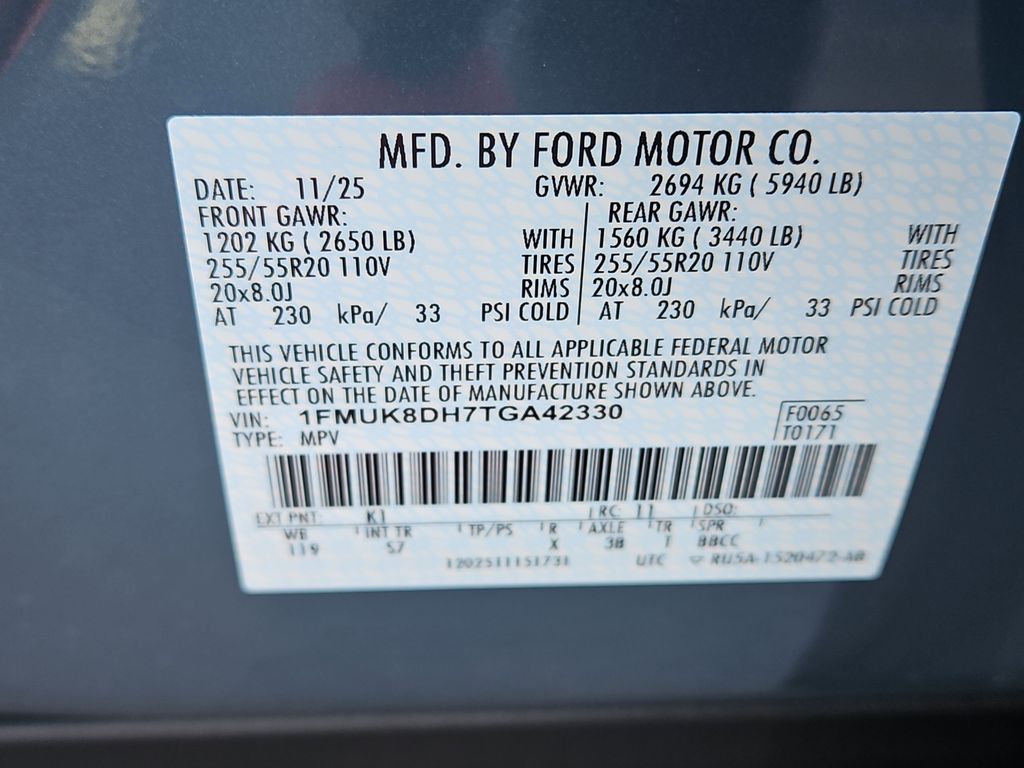 MFD. BY FORD MOTOR CO.
DATE: 11/25 GVWR: 2694 KG ( 5940 LB)
FRONT GAWR: REAR GAWR:
1202 KG ( 2650 LB) WITH 1560 KG ( 3440 LB) WITH
255/55R20 110V TIRES 255/55R20 110V TIRES
20x8.0J RIMS 20x8.0J RIMS
AT 230 kPa/ 33 PSI COLD AT 230 kPa/ 33 PSI COLD
THIS VEHICLE CONFORMS TO ALL APPLICABLE FEDERAL MOTOR
VEHICLE SAFETY AND THEFT PREVENTION STANDARDS IN
EFFECT ON THE DATE OF MANUFACTURE SHOWN ABOVE.
VIN: 1FMUK8DH7TGA42330 F0065
TYPE: MPV T0171
EXT PNT: K1 RC: 11 DSO:
WB INT TR TP/PS R AXLE TR SPR
119 S7 X 3B T 88CC
1202511151731 UTC RU5A-1520472-AB